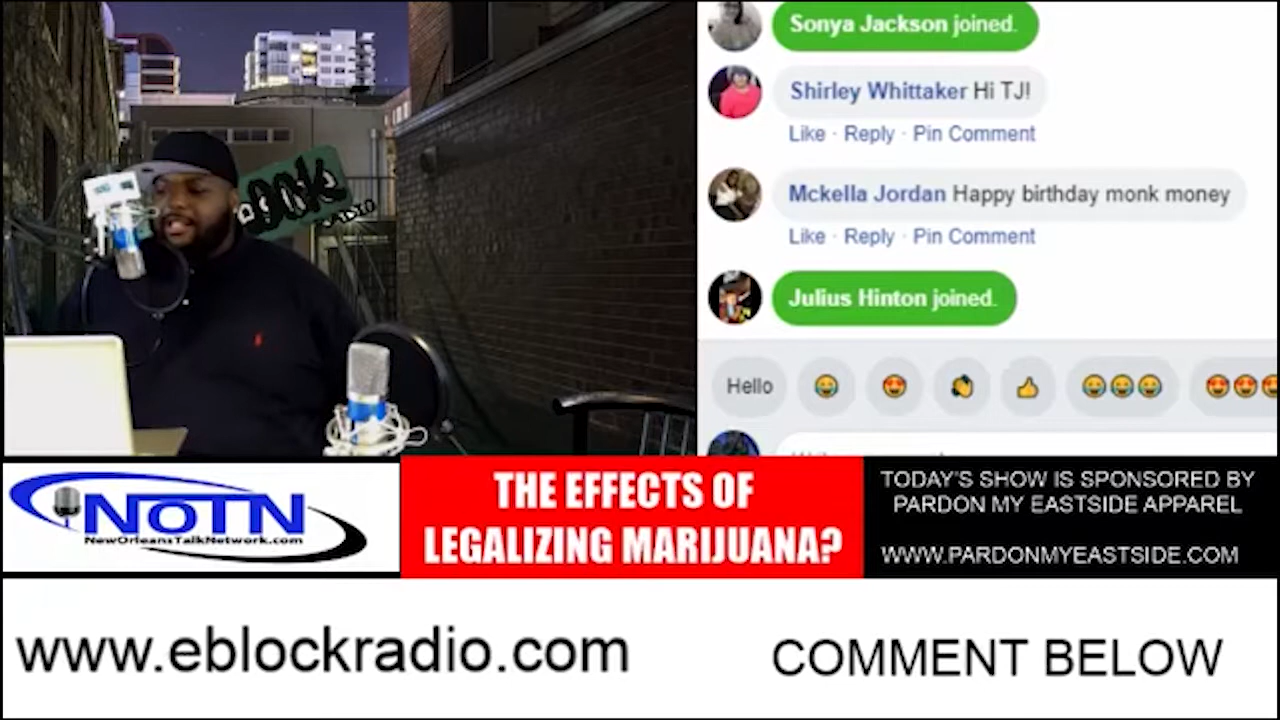 Sonya Jackson joined.
Shirley Whittaker Hi TJ!
Like · Reply · Pin Comment
Mckella Jordan Happy birthday monk money
Like · Reply · Pin Comment
Julius Hinton joined.
Hello
NOTN
NewOrleansTalkNetwork.com
THE EFFECTS OF
LEGALIZING MARIJUANA?
TODAY'S SHOW IS SPONSORED BY
PARDON MY EASTSIDE APPAREL
WWW.PARDONMYEASTSIDE.COM
www.eblockradio.com
COMMENT BELOW